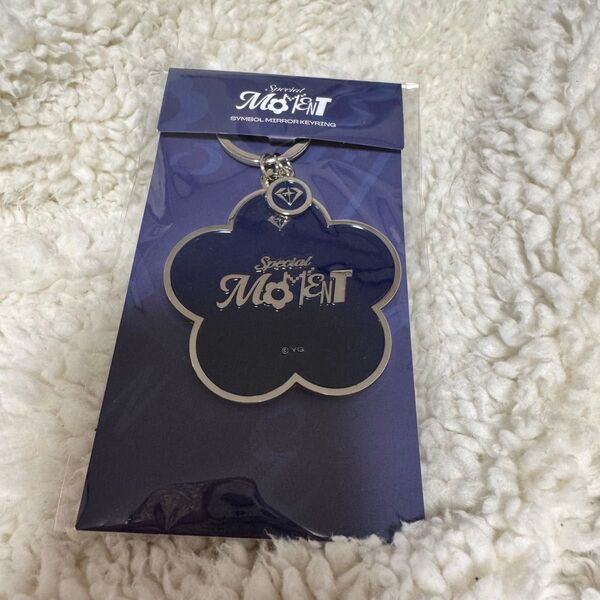 Special
MOMENT
SYMBOL MIRROR KEYRING
Special
MOMENT
© YG